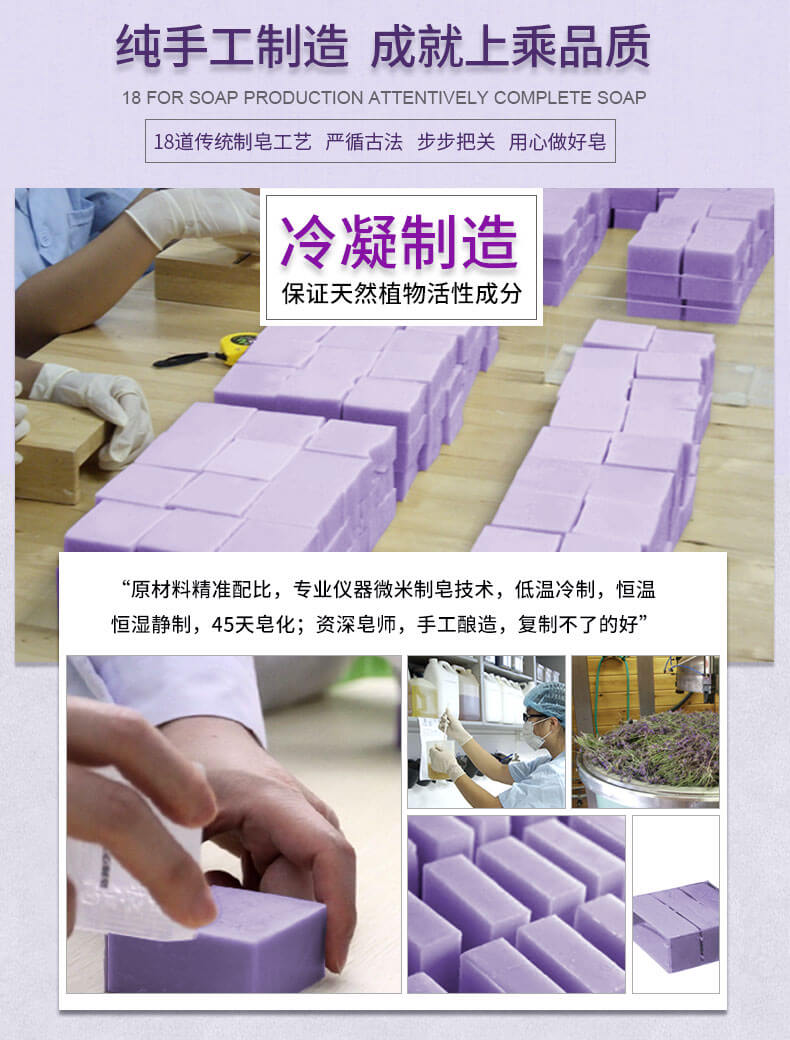 纯手工制造 成就上乘品质
18 FOR SOAP PRODUCTION ATTENTIVELY COMPLETE SOAP
18道传统制皂工艺 严循古法 步步把关 用心做好皂
冷凝制造
保证天然植物活性成分
“原材料精准配比，专业仪器微米制皂技术，低温冷制，恒温
恒湿静制，45天皂化；资深皂师，手工酿造，复制不了的好”